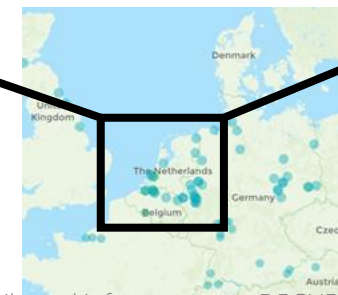 Denmark
United
Kingdom
The Netherlands
Germany
Belgium
Czec
Austria